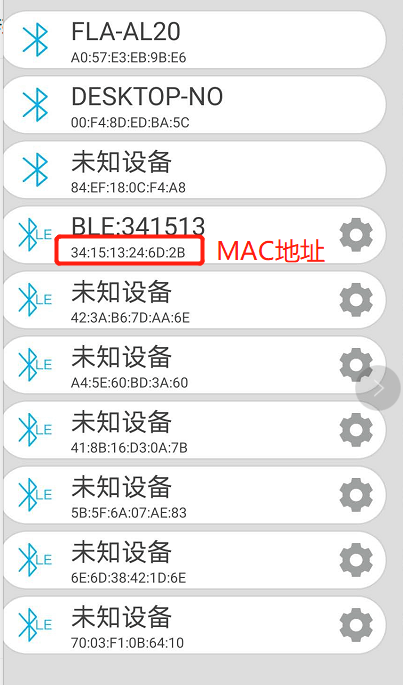 FLA-AL20
A0:57:E3:EB:9B:E6
DESKTOP-NO
00:F4:8D:ED:BA:5C
未知设备
84:EF:18:0C:F4:A8
LE
BLE:341513
34:15:13:24:6D:2B
MAC地址
LE
未知设备
42:3A:B6:7D:AA:6E
LE
未知设备
A4:5E:60:BD:3A:60
LE
未知设备
41:8B:16:D3:0A:7B
LE
未知设备
5B:5F:6A:07:AE:83
LE
未知设备
6E:6D:38:42:1D:6E
LE
未知设备
70:03:F1:0B:64:10